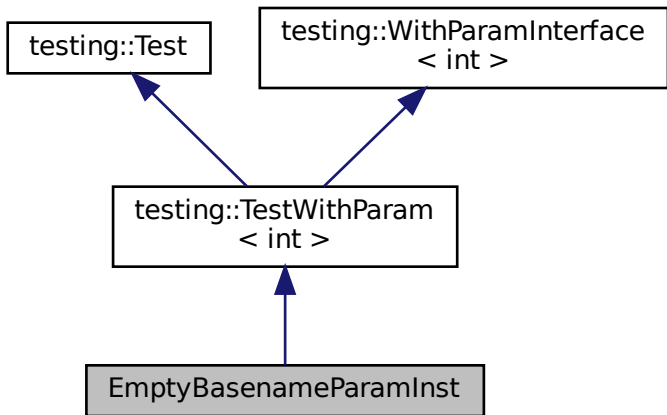 testing::Test
testing::WithParamInterface
< int >
testing::TestWithParam
< int >
EmptyBasenameParamInst